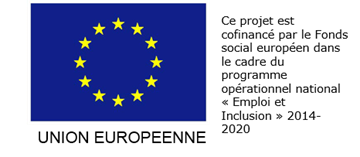 Ce projet est
cofinancé par le Fonds
social européen dans
le cadre du
programme
opérationnel national
« Emploi et
Inclusion » 2014-
2020
UNION EUROPEENNE